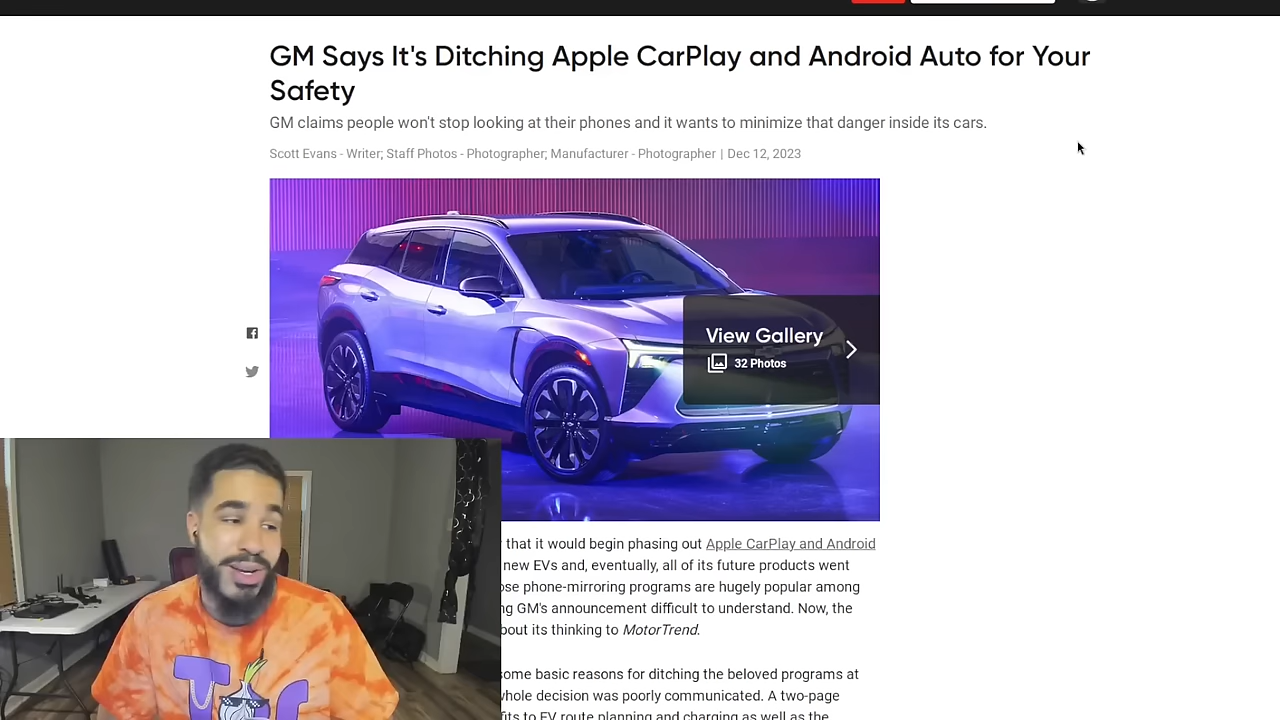 GM Says It's Ditching Apple CarPlay and Android Auto for Your
Safety
GM claims people won't stop looking at their phones and it wants to minimize that danger inside its cars.
Scott Evans - Writer; Staff Photos - Photographer; Manufacturer - Photographer | Dec 12, 2023
View Gallery
32 Photos
that it would begin phasing out Apple CarPlay and Android
new EVs and, eventually, all of its future products went
phone-mirroring programs are hugely popular among
GM's announcement difficult to understand. Now, the
its thinking to MotorTrend.
some basic reasons for ditching the beloved programs at
whole decision was poorly communicated. A two-page
to EV route planning and charging as well as the